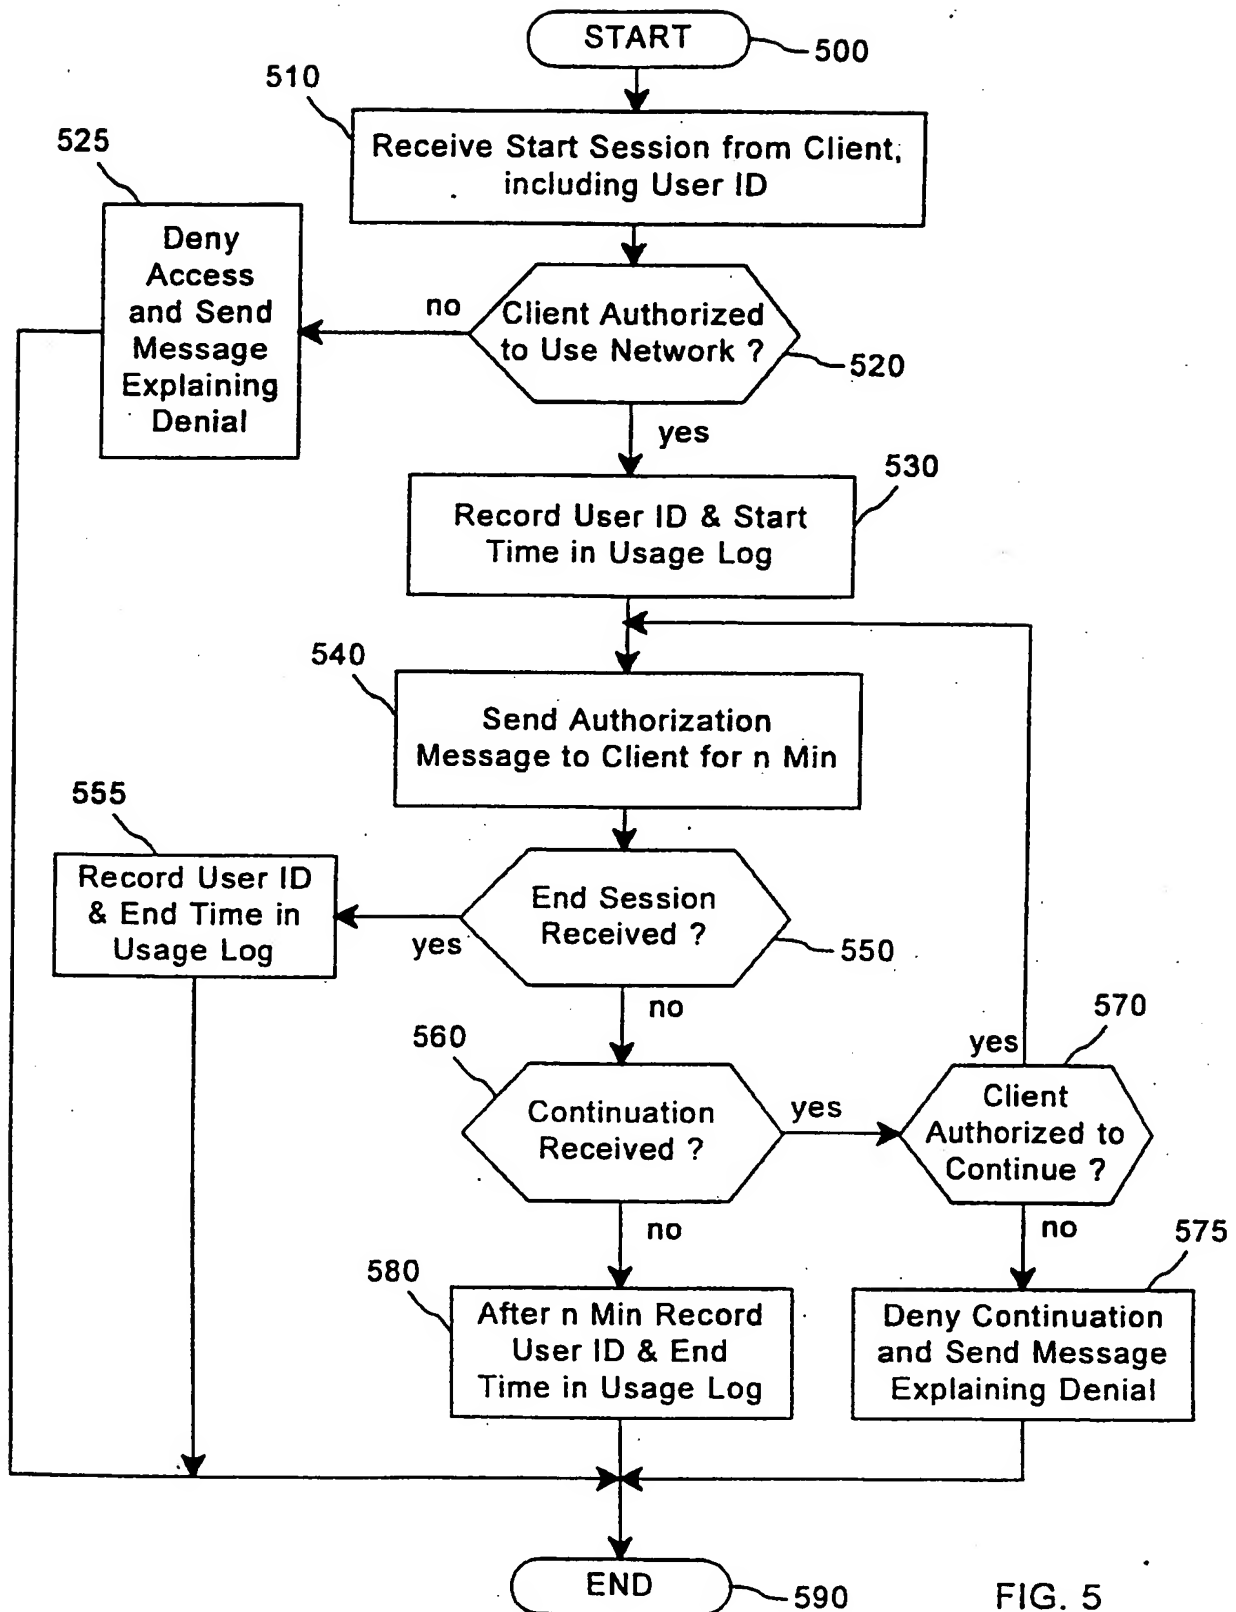 START
500
510
Receive Start Session from Client,
including User ID
525
Deny
Access
and Send
Message
Explaining
Denial
no
Client Authorized
to Use Network ?
520
yes
530
Record User ID & Start
Time in Usage Log
540
Send Authorization
Message to Client for n Min
555
Record User ID
& End Time in
Usage Log
yes
End Session
Received ?
550
no
560
Continuation
Received ?
yes
570
yes
Client
Authorized to
Continue ?
no
no
575
580
After n Min Record
User ID & End
Time in Usage Log
Deny Continuation
and Send Message
Explaining Denial
END
590
FIG. 5